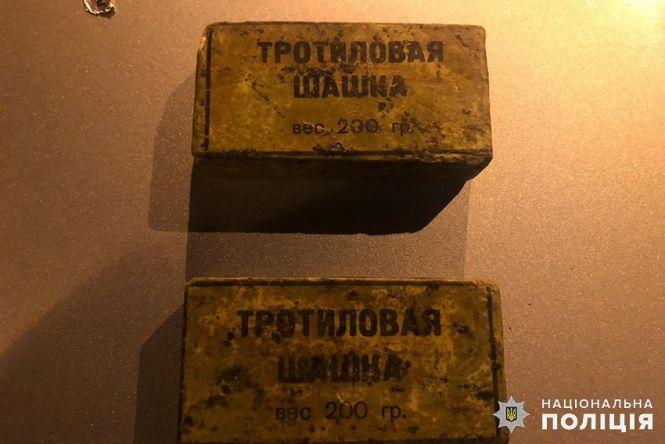 ТРОТИЛОВАЯ
ШАШКА
вес 200 гр.
ТРОТИЛОВАЯ
ШАШКА
вес 200 гр.
НАЦІОНАЛЬНА
ПОЛІЦІЯ